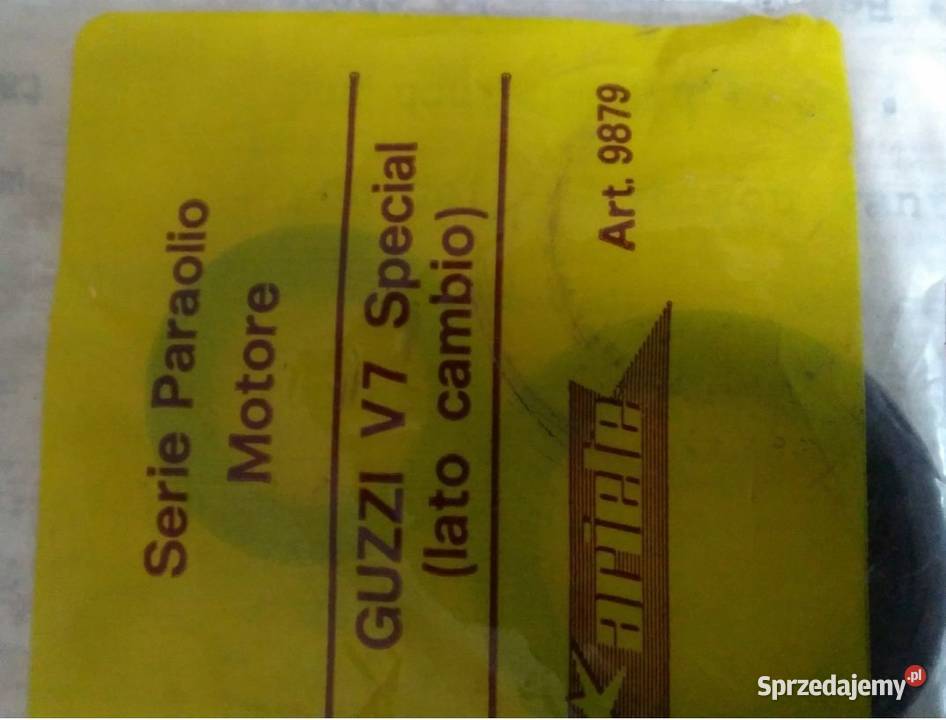 Serie Paraolio
Motore
GUZZI V7 Special
(lato cambio)
Art. 9879
Sprzedajemy.pl